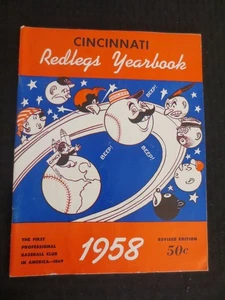 CINCINNATI
Redlegs Yearbook
BEEP!
BEEP!
BEEP!
BEEP!
THE FIRST
PROFESSIONAL
BASEBALL CLUB
IN AMERICA—1869
1958
REVISED EDITION
50c